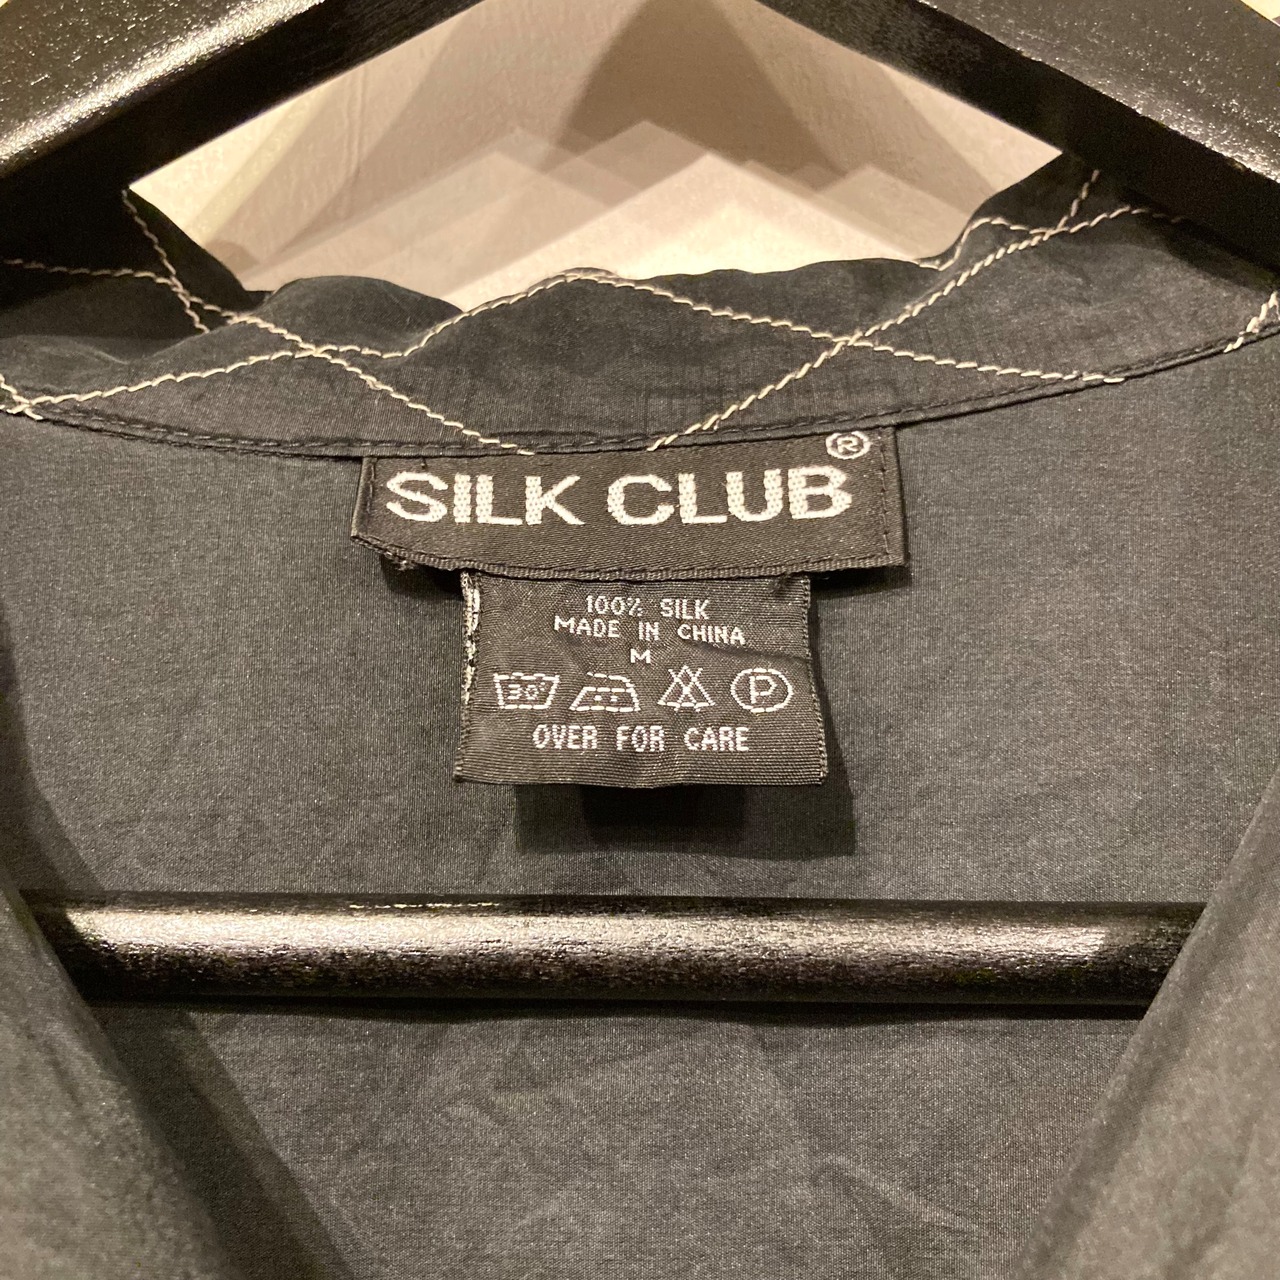 SILK CLUB®
100% SILK
MADE IN CHINA
M
30° P
OVER FOR CARE